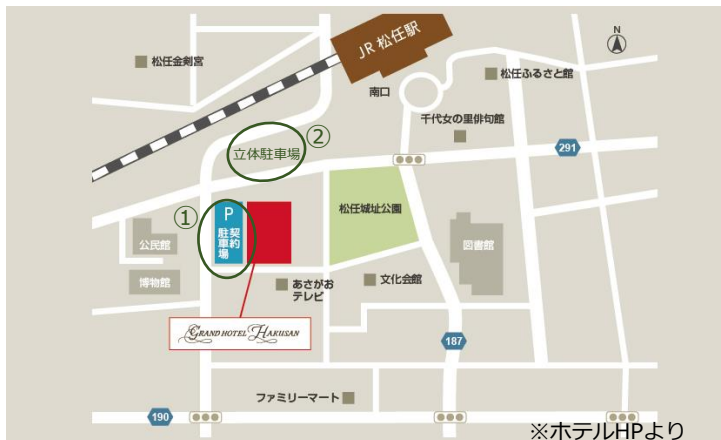 JR 松任駅
N
松任金剣宮
南口
松任ふるさと館
千代女の里俳句館
②
立体駐車場
291
①
P
契約
駐車場
松任城址公園
公民館
図書館
博物館
あさがお
テレビ
文化会館
GRAND HOTEL HAKUSAN
187
ファミリーマート
190
※ホテルHPより